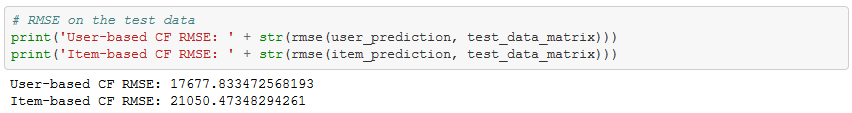 # RMSE on the test data
print('User-based CF RMSE: ' + str(rmse(user_prediction, test_data_matrix)))
print('Item-based CF RMSE: ' + str(rmse(item_prediction, test_data_matrix)))
User-based CF RMSE: 17677.833472568193
Item-based CF RMSE: 21050.47348294261